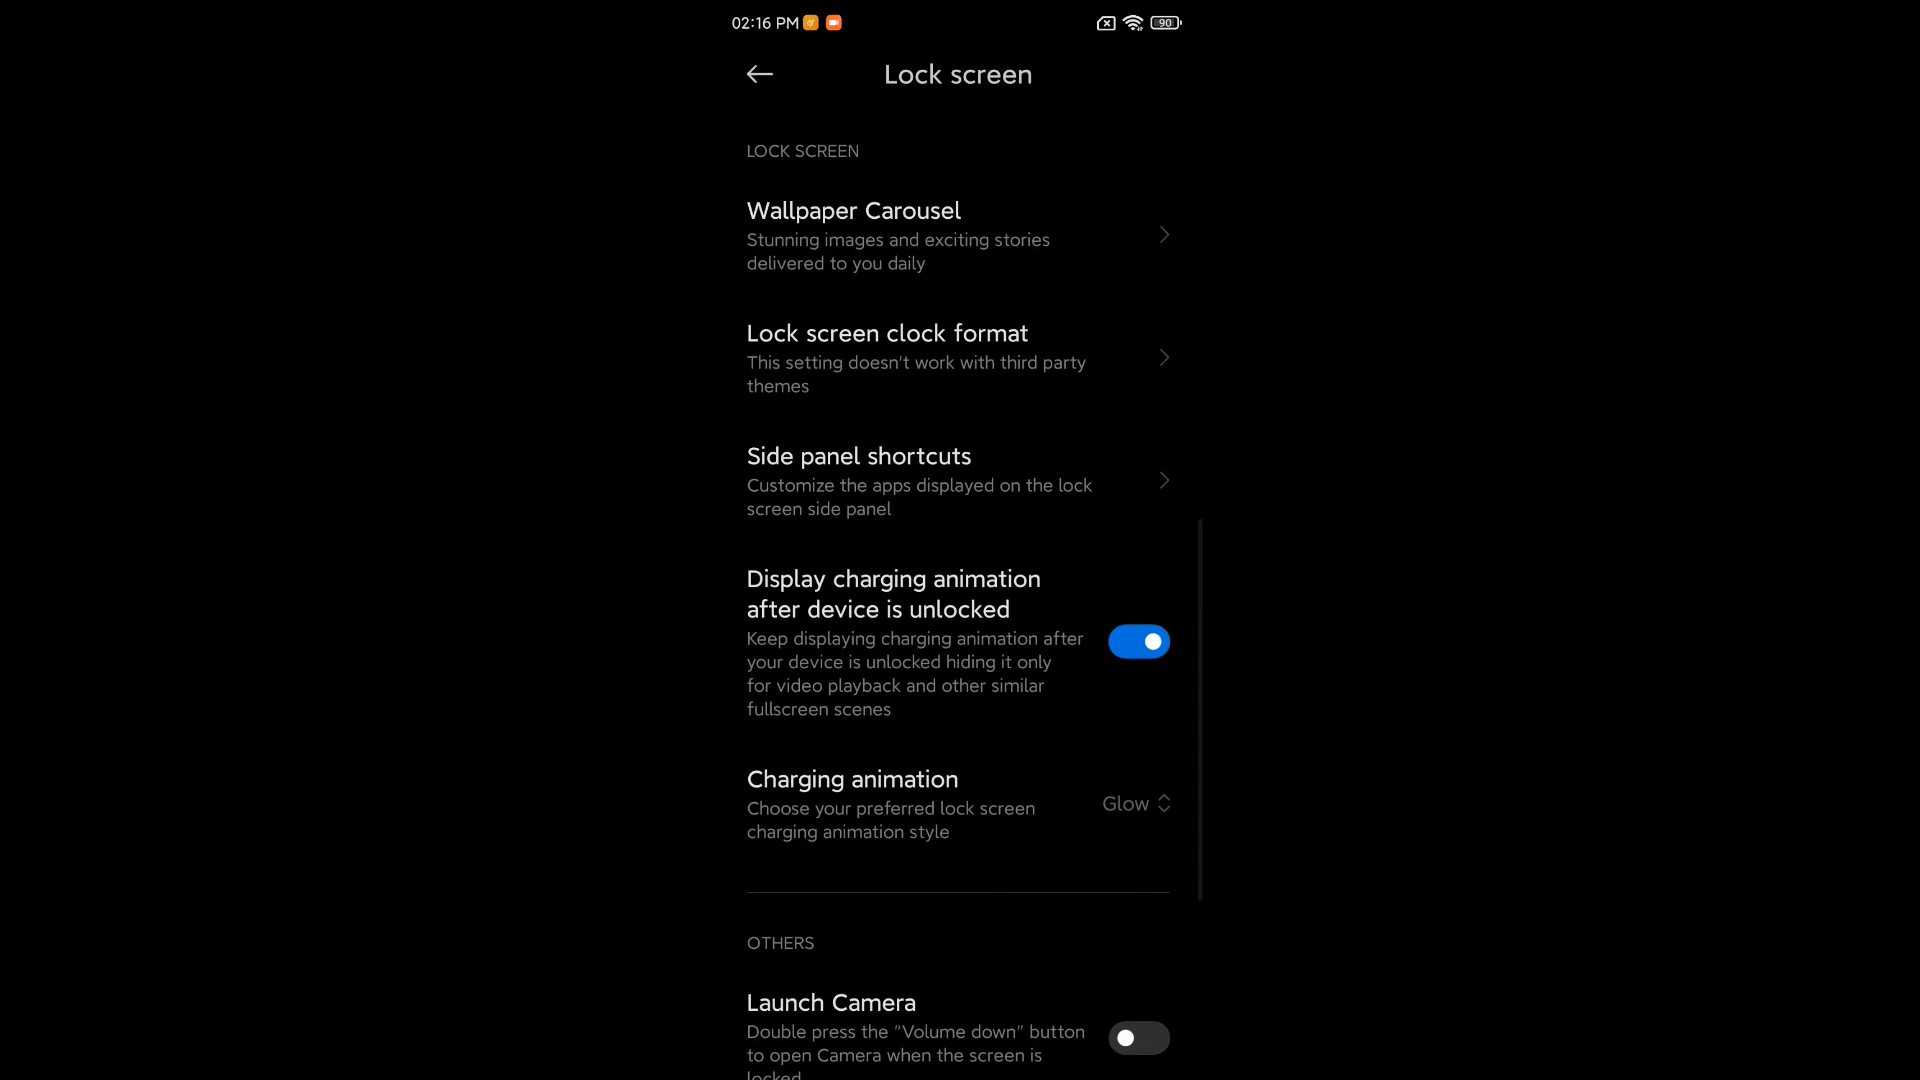 02:16 PM
90
Lock screen
LOCK SCREEN
Wallpaper Carousel
Stunning images and exciting stories
delivered to you daily
Lock screen clock format
This setting doesn't work with third party
themes
Side panel shortcuts
Customize the apps displayed on the lock
screen side panel
Display charging animation
after device is unlocked
Keep displaying charging animation after
your device is unlocked hiding it only
for video playback and other similar
fullscreen scenes
Charging animation
Glow
Choose your preferred lock screen
charging animation style
OTHERS
Launch Camera
Double press the "Volume down" button
to open Camera when the screen is
locked